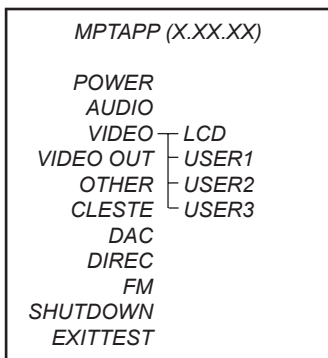 MPTAPP (X.XX.XX)
POWER
AUDIO
VIDEO LCD
VIDEO OUT USER1
OTHER USER2
CLESTE USER3
DAC
DIREC
FM
SHUTDOWN
EXITTEST